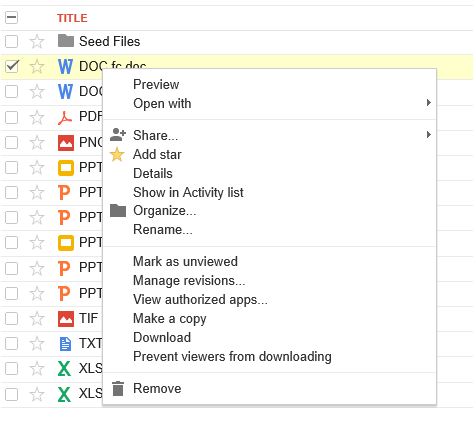 TITLE
Seed Files
DOC fc.doc
Preview
DOC
Open with
PDF
Share...
PNG
Add star
PPT
Details
PPT
Show in Activity list
PPT
Organize...
Rename...
PPT
Mark as unviewed
PPT
Manage revisions...
PPT
View authorized apps...
TIF
Make a copy
TXT
Download
Prevent viewers from downloading
XLS
XLS
Remove